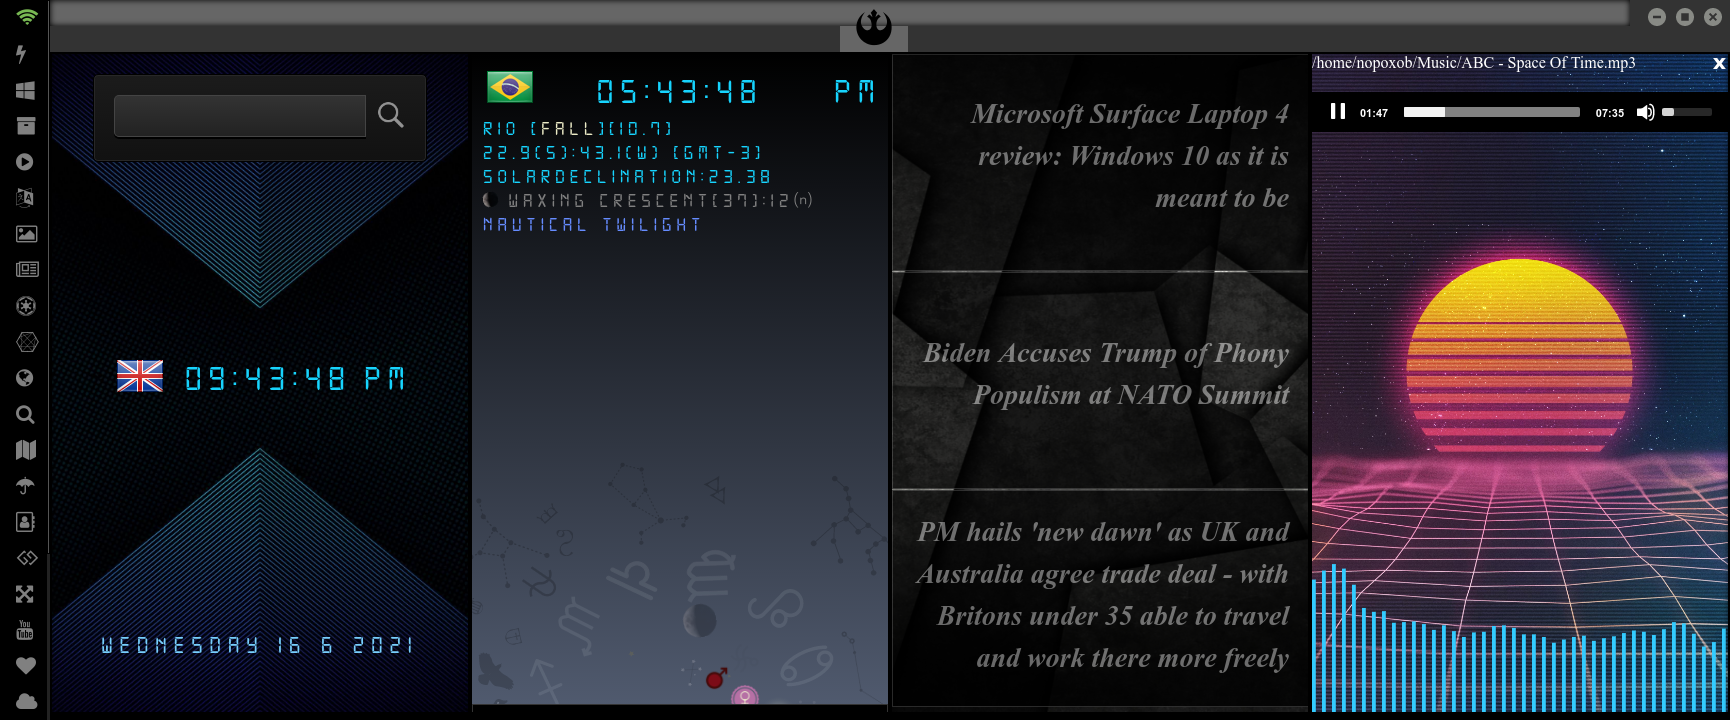 09:43:48 PM
WEDNESDAY 16 6 2021
05:43:48 PM
RIO [FALL][10.7]
22.9(S):43.1(W) [GMT-3]
SOLARDECLINATION:23.38
WAXING CRESCENT[37]:12(n)
NAUTICAL TWILIGHT
Microsoft Surface Laptop 4
review: Windows 10 as it is
meant to be
Biden Accuses Trump of Phony
Populism at NATO Summit
PM hails 'new dawn' as UK and
Australia agree trade deal - with
Britons under 35 able to travel
and work there more freely
/home/nopoxob/Music/ABC - Space Of Time.mp3 x
01:47 07:35
You
Tube